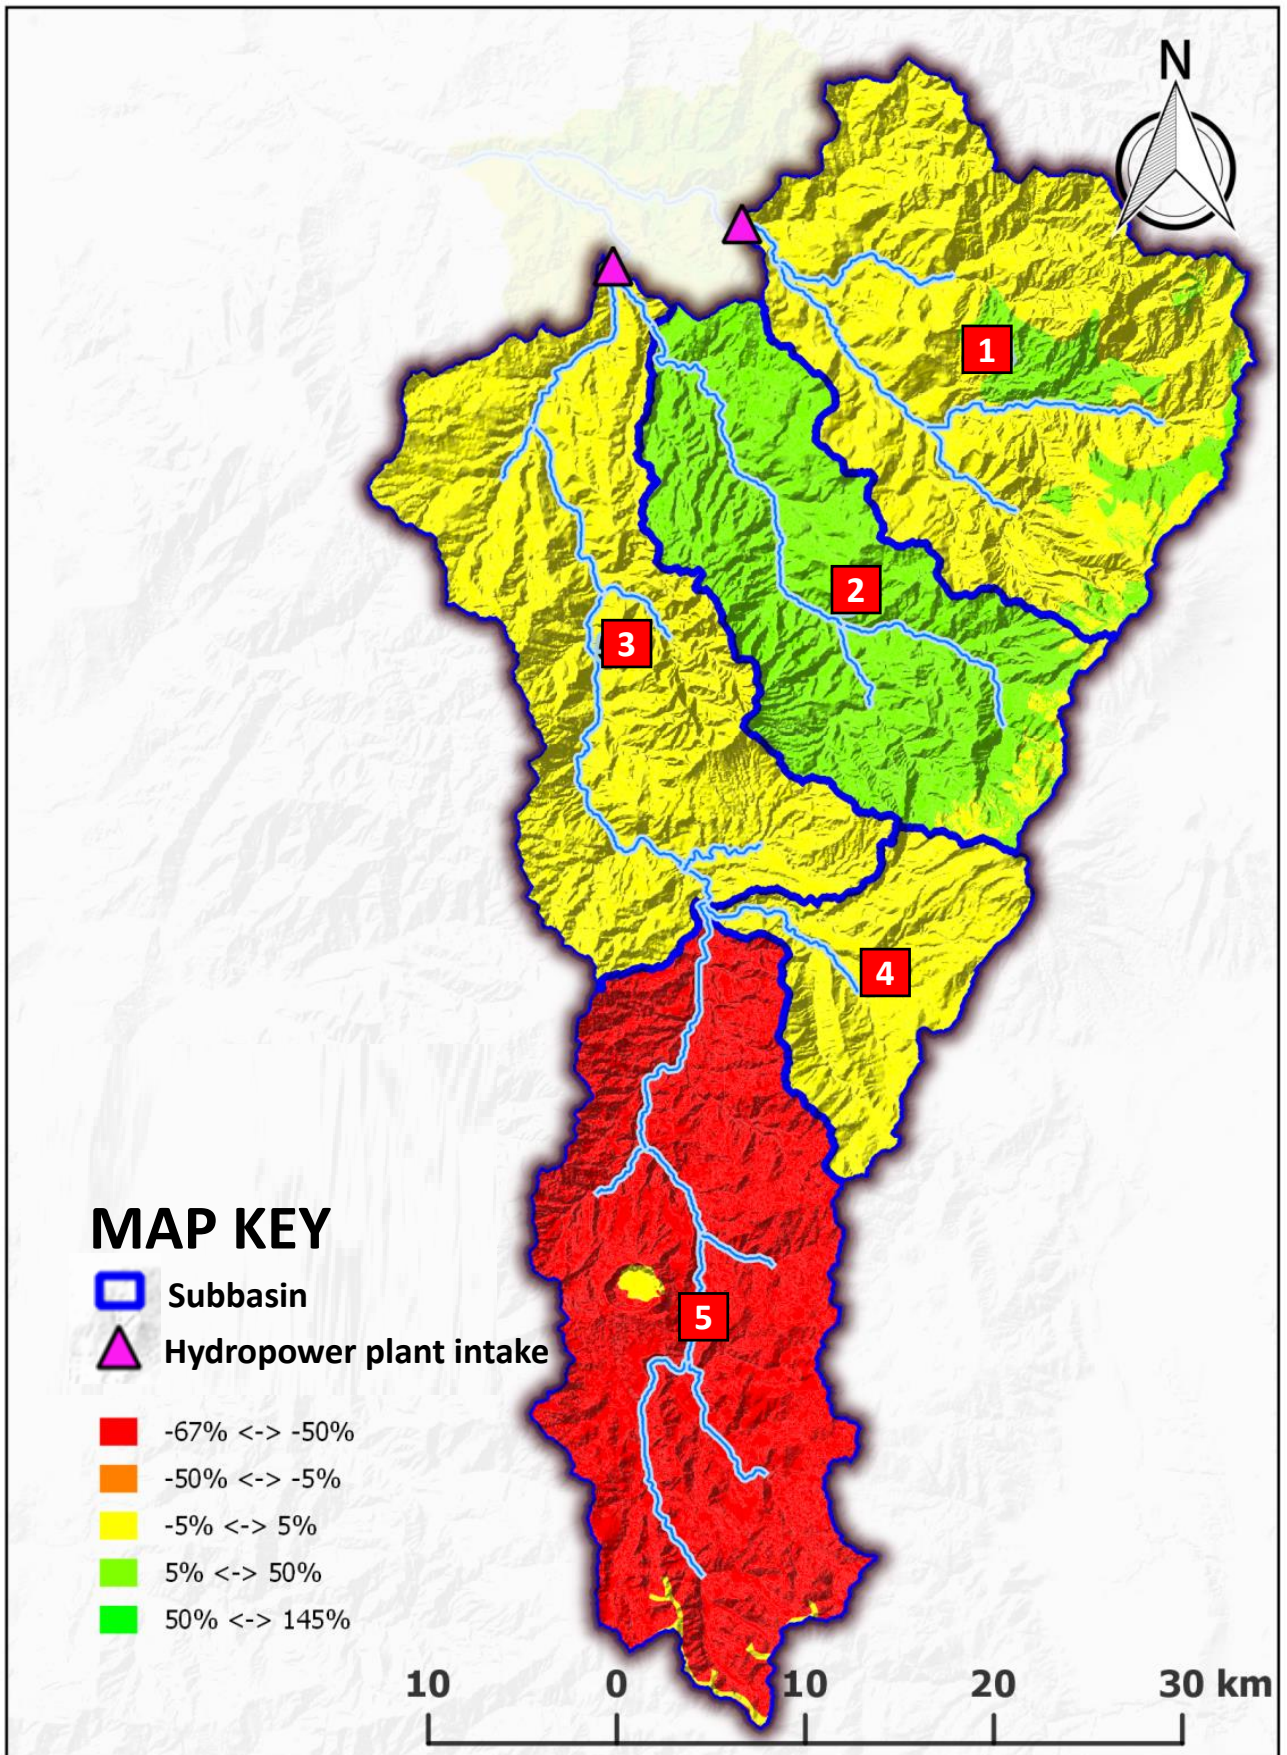 N
1
2
3
4
5
MAP KEY
Subbasin
Hydropower plant intake
-67% <-> -50%
-50% <-> -5%
-5% <-> 5%
5% <-> 50%
50% <-> 145%
10 0 10 20 30 km